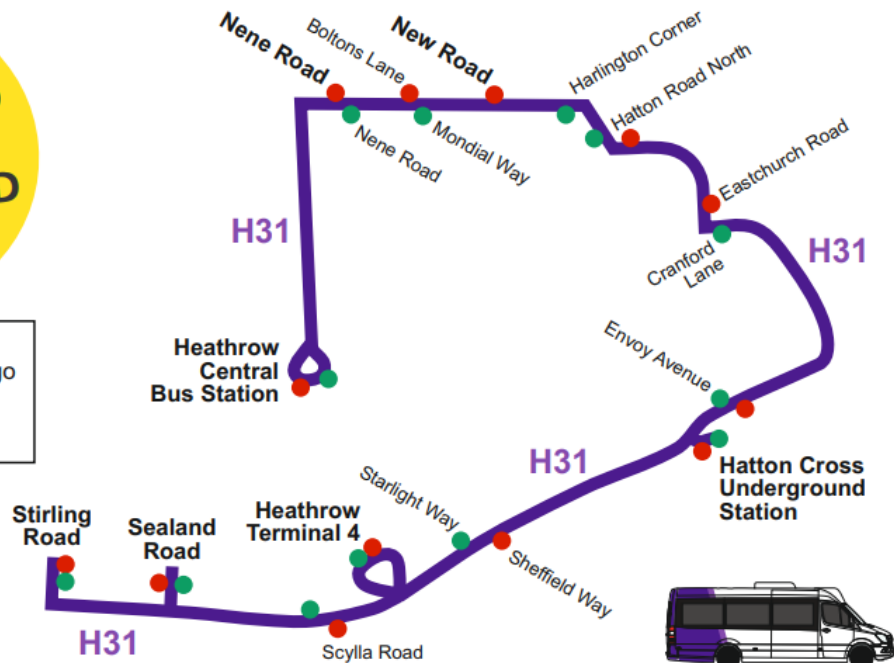 D
go
Nene Road
Boltons Lane
New Road
Harlington Corner
Hatton Road North
Nene Road
Mondial Way
Eastchurch Road
H31
H31
Cranford
Lane
Heathrow
Central
Bus Station
Envoy Avenue
H31
Hatton Cross
Underground
Station
Stirling
Road
Sealand
Road
Heathrow
Terminal 4
Starlight Way
Sheffield Way
H31
Scylla Road